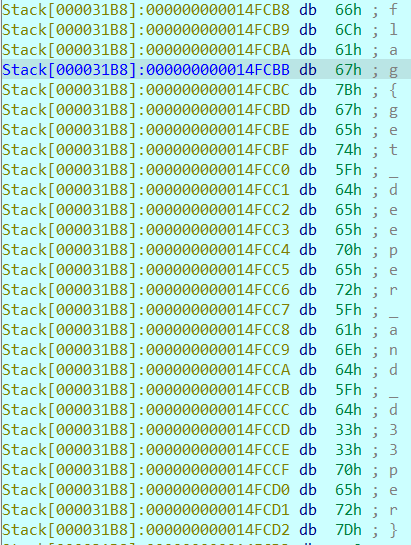 Stack[000031B8]:000000000014FCB8 db 66h ; f
Stack[000031B8]:000000000014FCB9 db 6Ch ; l
Stack[000031B8]:000000000014FCBA db 61h ; a
Stack[000031B8]:000000000014FCBB db 67h ; g
Stack[000031B8]:000000000014FCBC db 7Bh ; {
Stack[000031B8]:000000000014FCBD db 67h ; g
Stack[000031B8]:000000000014FCBE db 65h ; e
Stack[000031B8]:000000000014FCBF db 74h ; t
Stack[000031B8]:000000000014FCC0 db 5Fh ; _
Stack[000031B8]:000000000014FCC1 db 64h ; d
Stack[000031B8]:000000000014FCC2 db 65h ; e
Stack[000031B8]:000000000014FCC3 db 65h ; e
Stack[000031B8]:000000000014FCC4 db 70h ; p
Stack[000031B8]:000000000014FCC5 db 65h ; e
Stack[000031B8]:000000000014FCC6 db 72h ; r
Stack[000031B8]:000000000014FCC7 db 5Fh ; _
Stack[000031B8]:000000000014FCC8 db 61h ; a
Stack[000031B8]:000000000014FCC9 db 6Eh ; n
Stack[000031B8]:000000000014FCCA db 64h ; d
Stack[000031B8]:000000000014FCCB db 5Fh ; _
Stack[000031B8]:000000000014FCCC db 64h ; d
Stack[000031B8]:000000000014FCCD db 33h ; 3
Stack[000031B8]:000000000014FCCE db 33h ; 3
Stack[000031B8]:000000000014FCCF db 70h ; p
Stack[000031B8]:000000000014FCD0 db 65h ; e
Stack[000031B8]:000000000014FCD1 db 72h ; r
Stack[000031B8]:000000000014FCD2 db 7Dh ; }